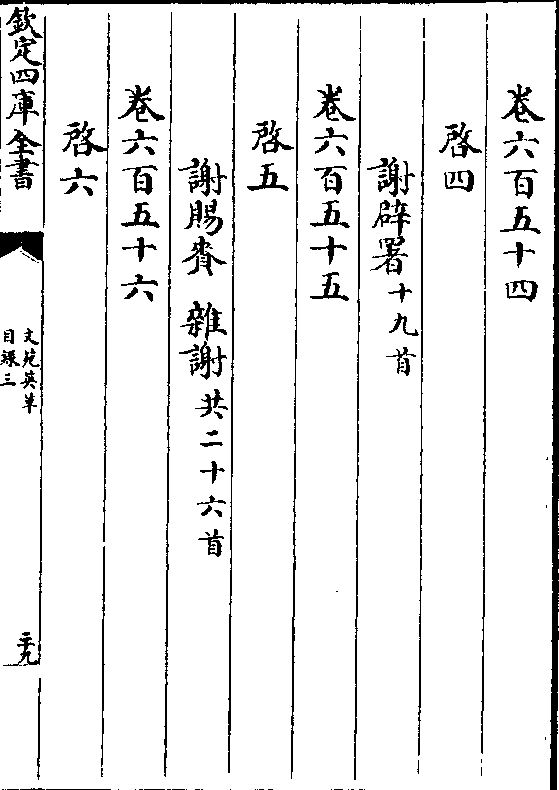 卷六百五十四
啓四
謝辟署十九首
卷六百五十五
啓五
謝賜賚 雜謝共二十六首
卷六百五十六
啓六
欽定四庫全書
文苑英華
目録三
二十九